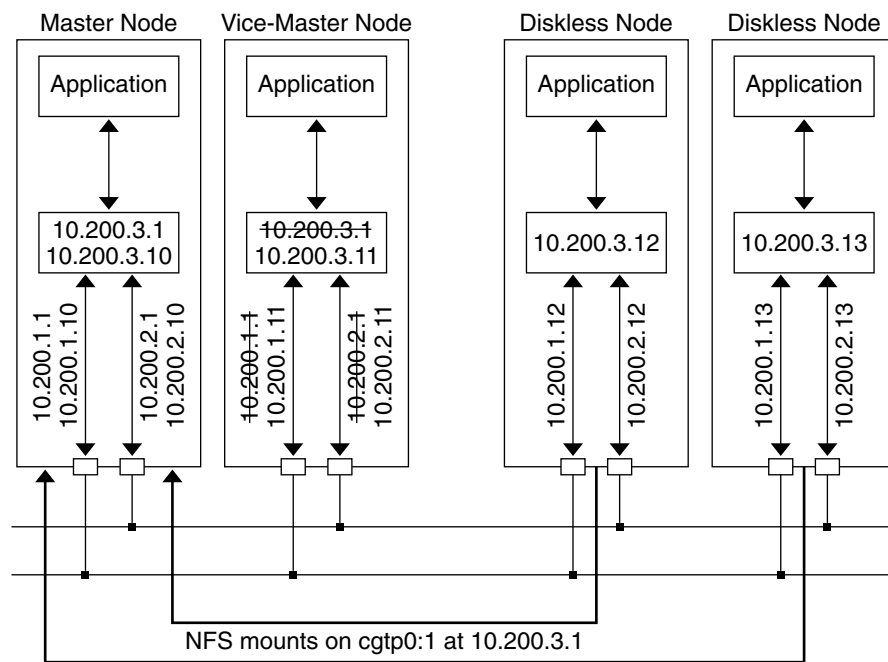 Master Node
Vice-Master Node
Diskless Node
Diskless Node
Application
Application
Application
Application
10.200.3.1
10.200.3.10
10.200.3.1
10.200.3.11
10.200.3.12
10.200.3.13
10.200.1.1
10.200.1.10
10.200.2.1
10.200.2.10
10.200.1.1
10.200.1.11
10.200.2.1
10.200.2.11
10.200.1.12
10.200.2.12
10.200.1.13
10.200.2.13
NFS mounts on cgtp0:1 at 10.200.3.1